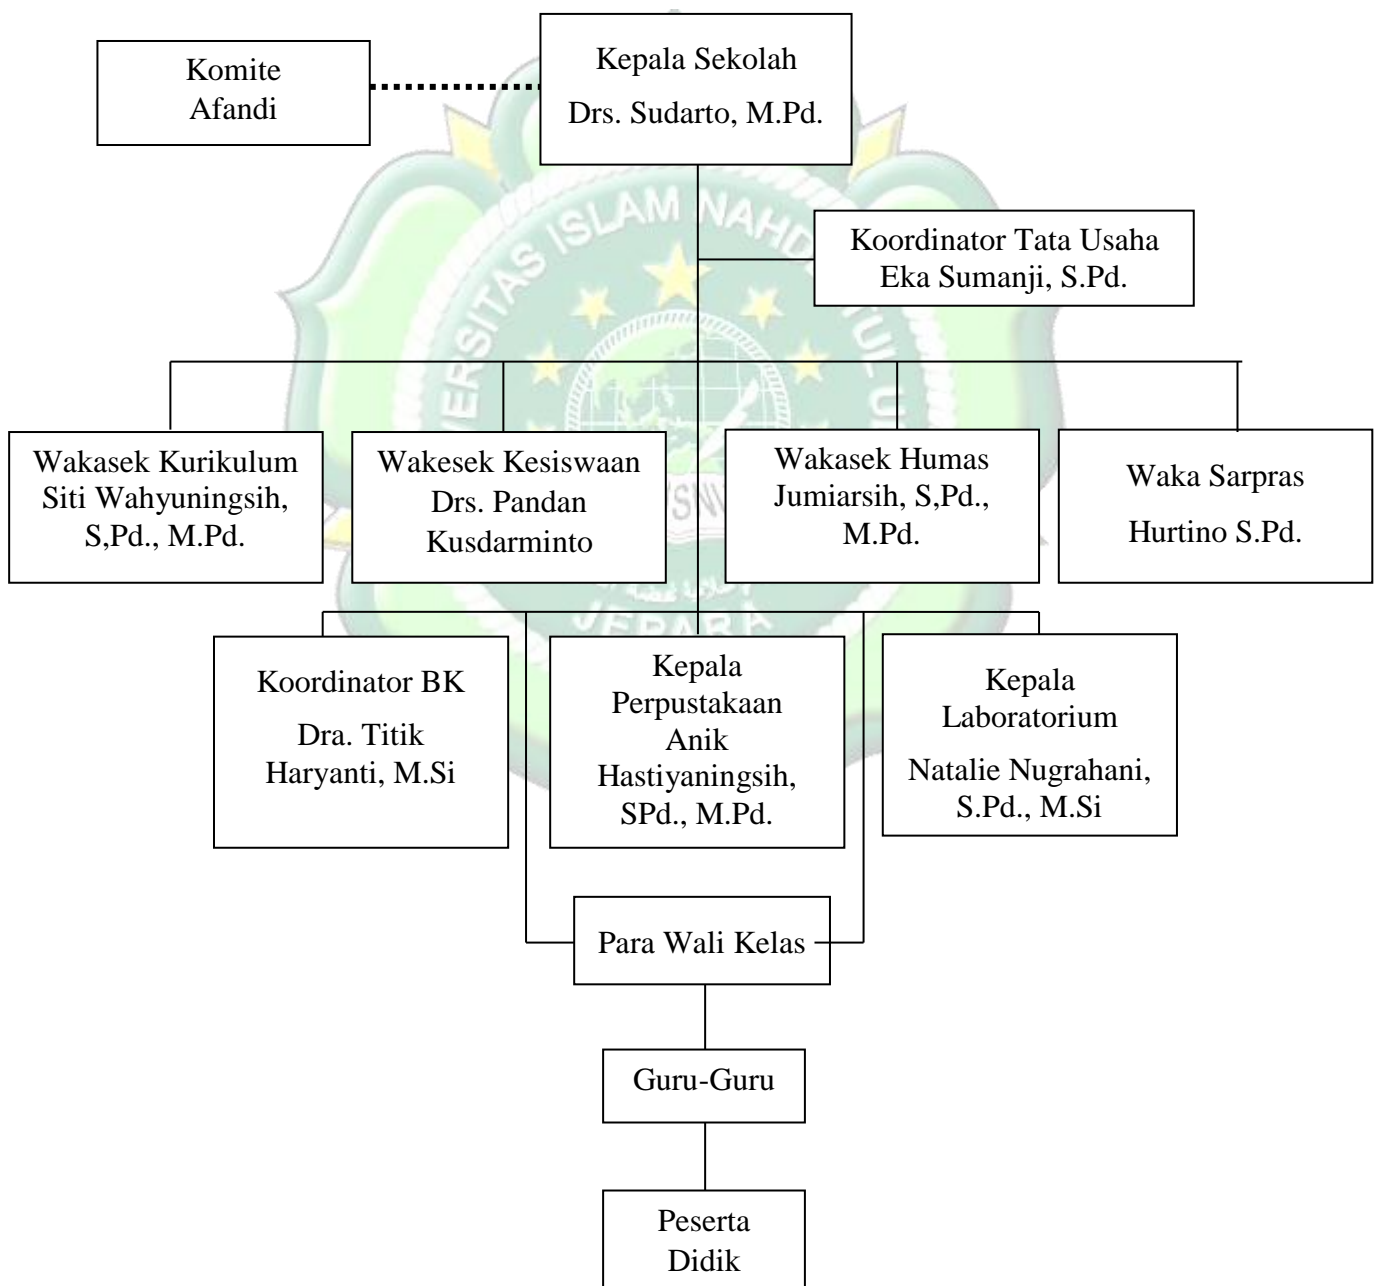 Kepala Sekolah
Drs. Sudarto, M.Pd.
Komite
Afandi
Koordinator Tata Usaha
Eka Sumanji, S.Pd.
Wakasek Kurikulum
Siti Wahyuningsih,
S,Pd., M.Pd.
Wakesek Kesiswaan
Drs. Pandan
Kusdarminto
Wakasek Humas
Jumiarsih, S,Pd.,
M.Pd.
Waka Sarpras
Hurtino S.Pd.
Koordinator BK
Dra. Titik
Haryanti, M.Si
Kepala
Perpustakaan
Anik
Hastiyaningsih,
SPd., M.Pd.
Kepala
Laboratorium
Natalie Nugrahani,
S.Pd., M.Si
Para Wali Kelas
Guru-Guru
Peserta
Didik
ISLAM
JEPARA